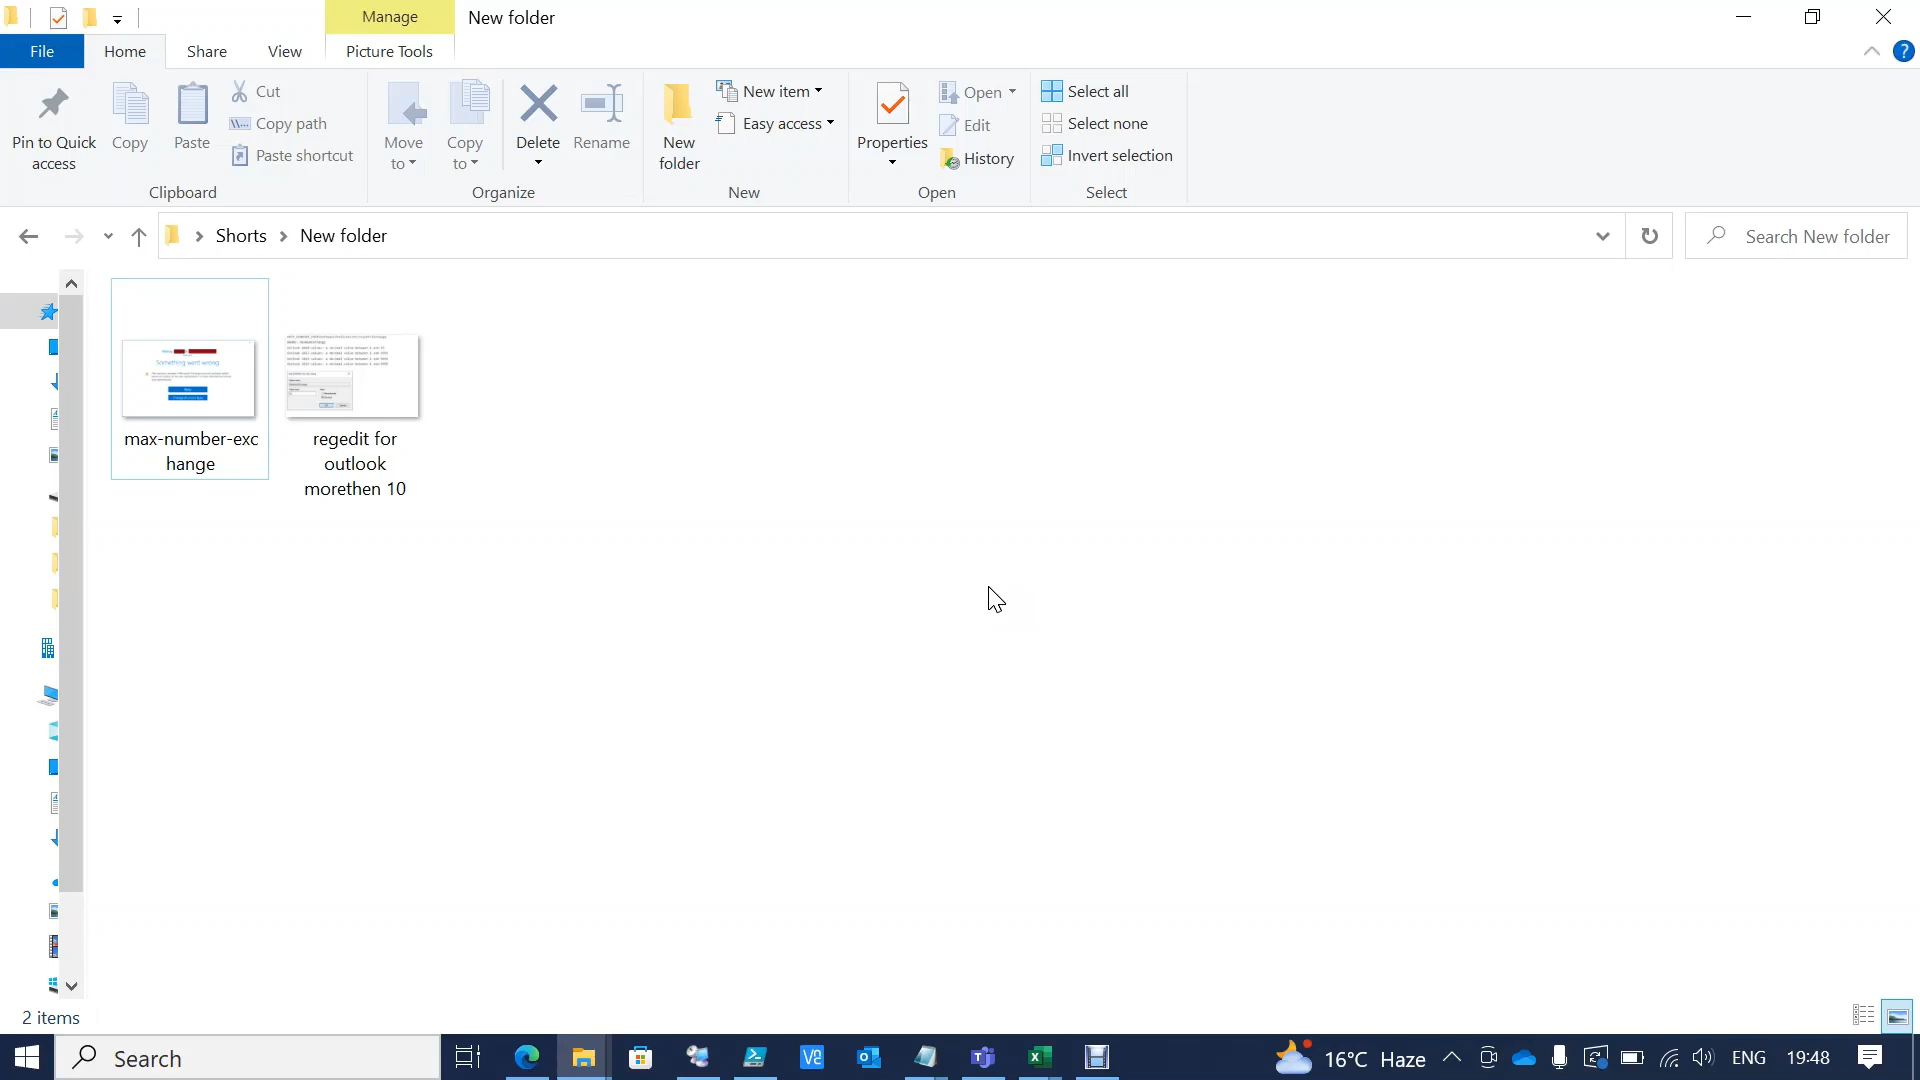 Manage
New folder
File
Home
Share
View
Picture Tools
Pin to Quick
access
Copy
Paste
Cut
Copy path
Paste shortcut
Clipboard
Move
to
Copy
to
Delete
Rename
Organize
New
folder
New item
Easy access
New
Properties
Open
Edit
History
Open
Select all
Select none
Invert selection
Select
Shorts
New folder
Search New folder
Something went wrong
max-number-exc
hange
regedit for
outlook
morethen 10
2 items
Search
16°C Haze
ENG
19:48